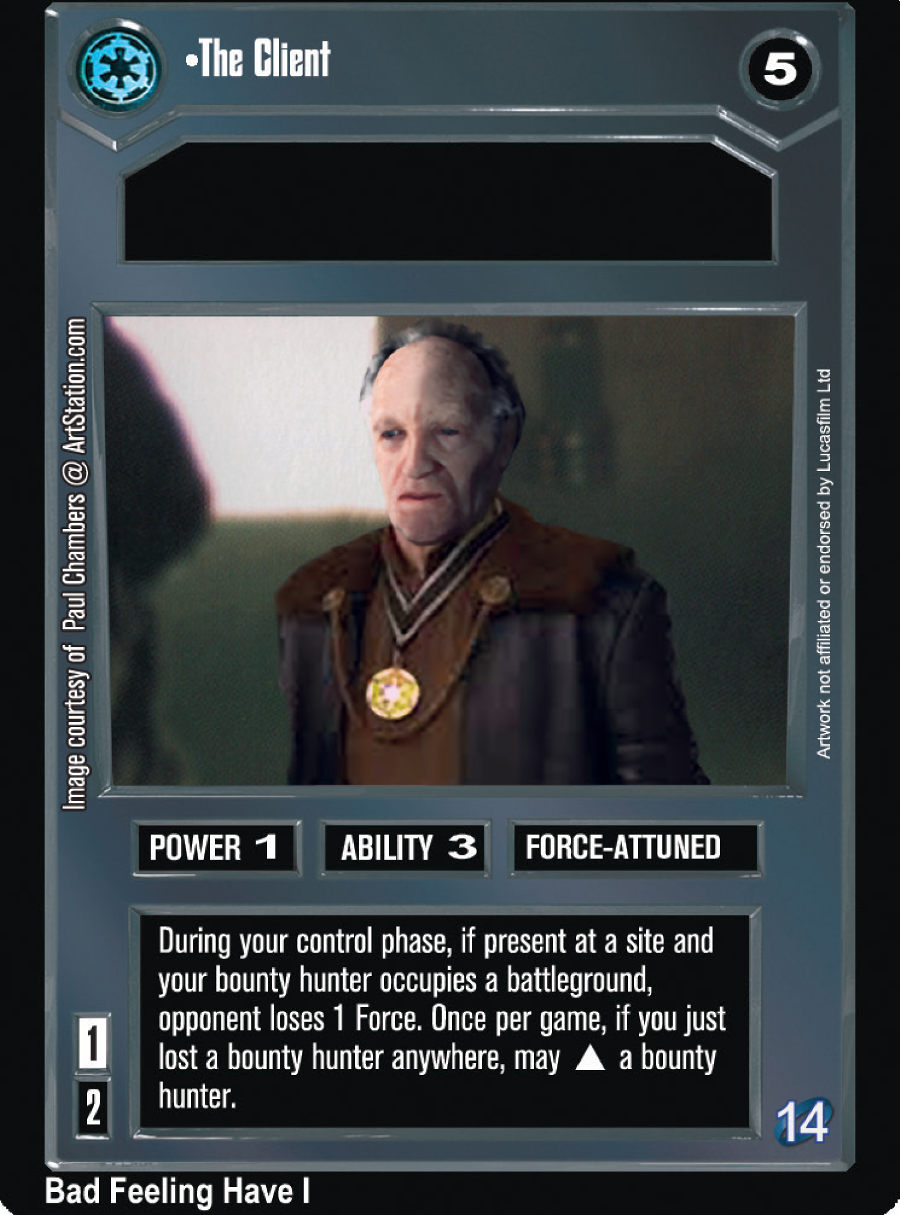 •The Client
5
Image courtesy of Paul Chambers @ ArtStation.com
Artwork not affiliated or endorsed by Lucasfilm Ltd
POWER 1
ABILITY 3
FORCE-ATTUNED
During your control phase, if present at a site and
your bounty hunter occupies a battleground,
opponent loses 1 Force. Once per game, if you just
lost a bounty hunter anywhere, may ▲ a bounty
hunter.
1
2
14
Bad Feeling Have I